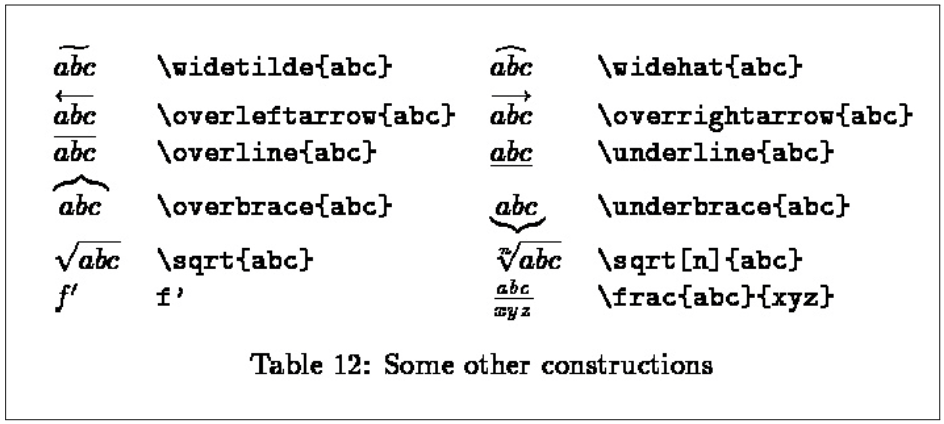 $\widetilde{abc}$ \widetilde{abc} $\widehat{abc}$ \widehat{abc}
$\overleftarrow{abc}$ \overleftarrow{abc} $\overrightarrow{abc}$ \overrightarrow{abc}
$\overline{abc}$ \overline{abc} $\underline{abc}$ \underline{abc}
$\overbrace{abc}$ \overbrace{abc} $\underbrace{abc}$ \underbrace{abc}
$\sqrt{abc}$ \sqrt{abc} $\sqrt[n]{abc}$ \sqrt[n]{abc}
$f'$ f' $\frac{abc}{xyz}$ \frac{abc}{xyz}
Table 12: Some other constructions